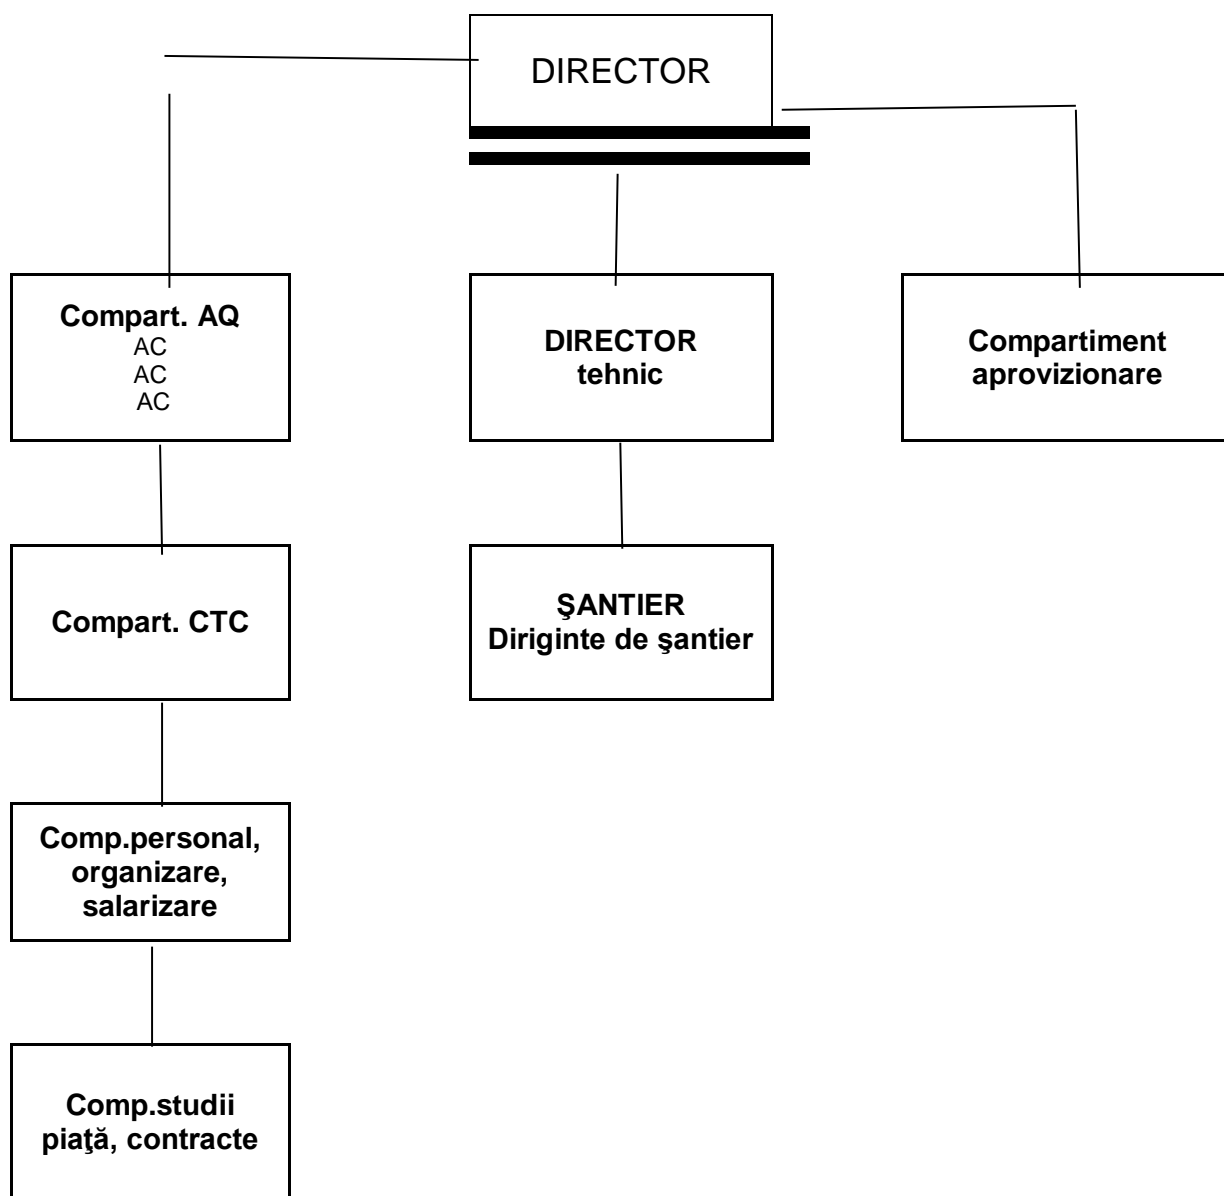 DIRECTOR
Compart. AQ
AC
AC
AC
DIRECTOR
tehnic
Compartiment
aprovizionare
Compart. CTC
ŞANTIER
Diriginte de şantier
Comp.personal,
organizare,
salarizare
Comp.studii
piaţă, contracte